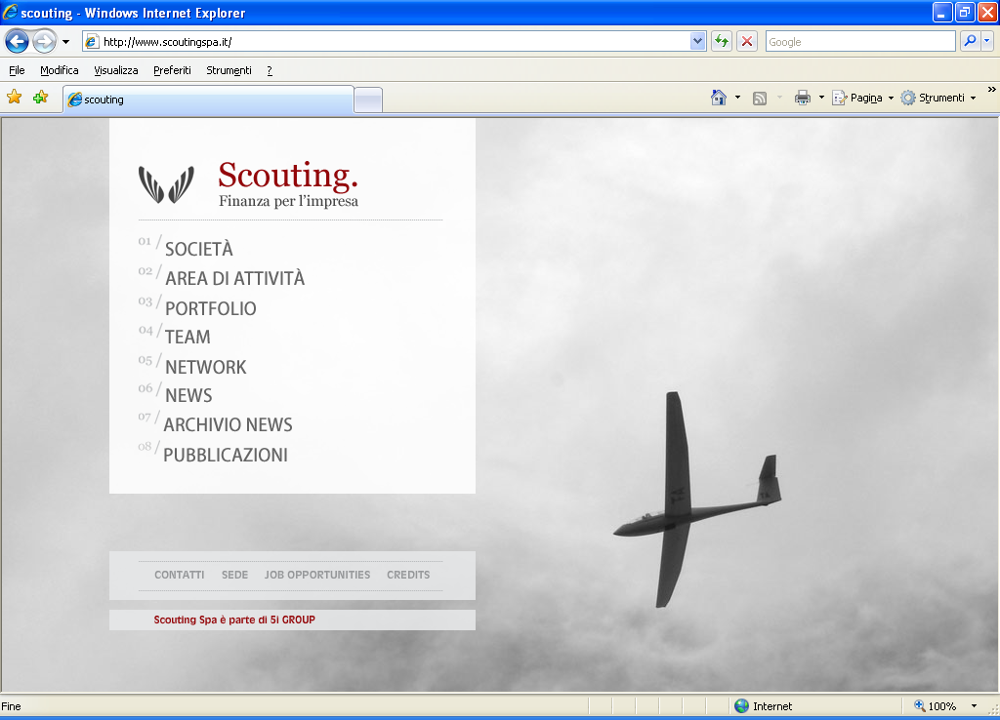 scouting - Windows Internet Explorer
http://www.scoutingspa.it/
Google
File Modifica Visualizza Preferiti Strumenti ?
scouting
Pagina Strumenti »
Scouting.
Finanza per l'impresa
01 / SOCIETÀ
02 / AREA DI ATTIVITÀ
03 / PORTFOLIO
04 / TEAM
05 / NETWORK
06 / NEWS
07 / ARCHIVIO NEWS
08 / PUBBLICAZIONI
CONTATTI SEDE JOB OPPORTUNITIES CREDITS
Scouting Spa è parte di 5i GROUP
Fine Internet 100%